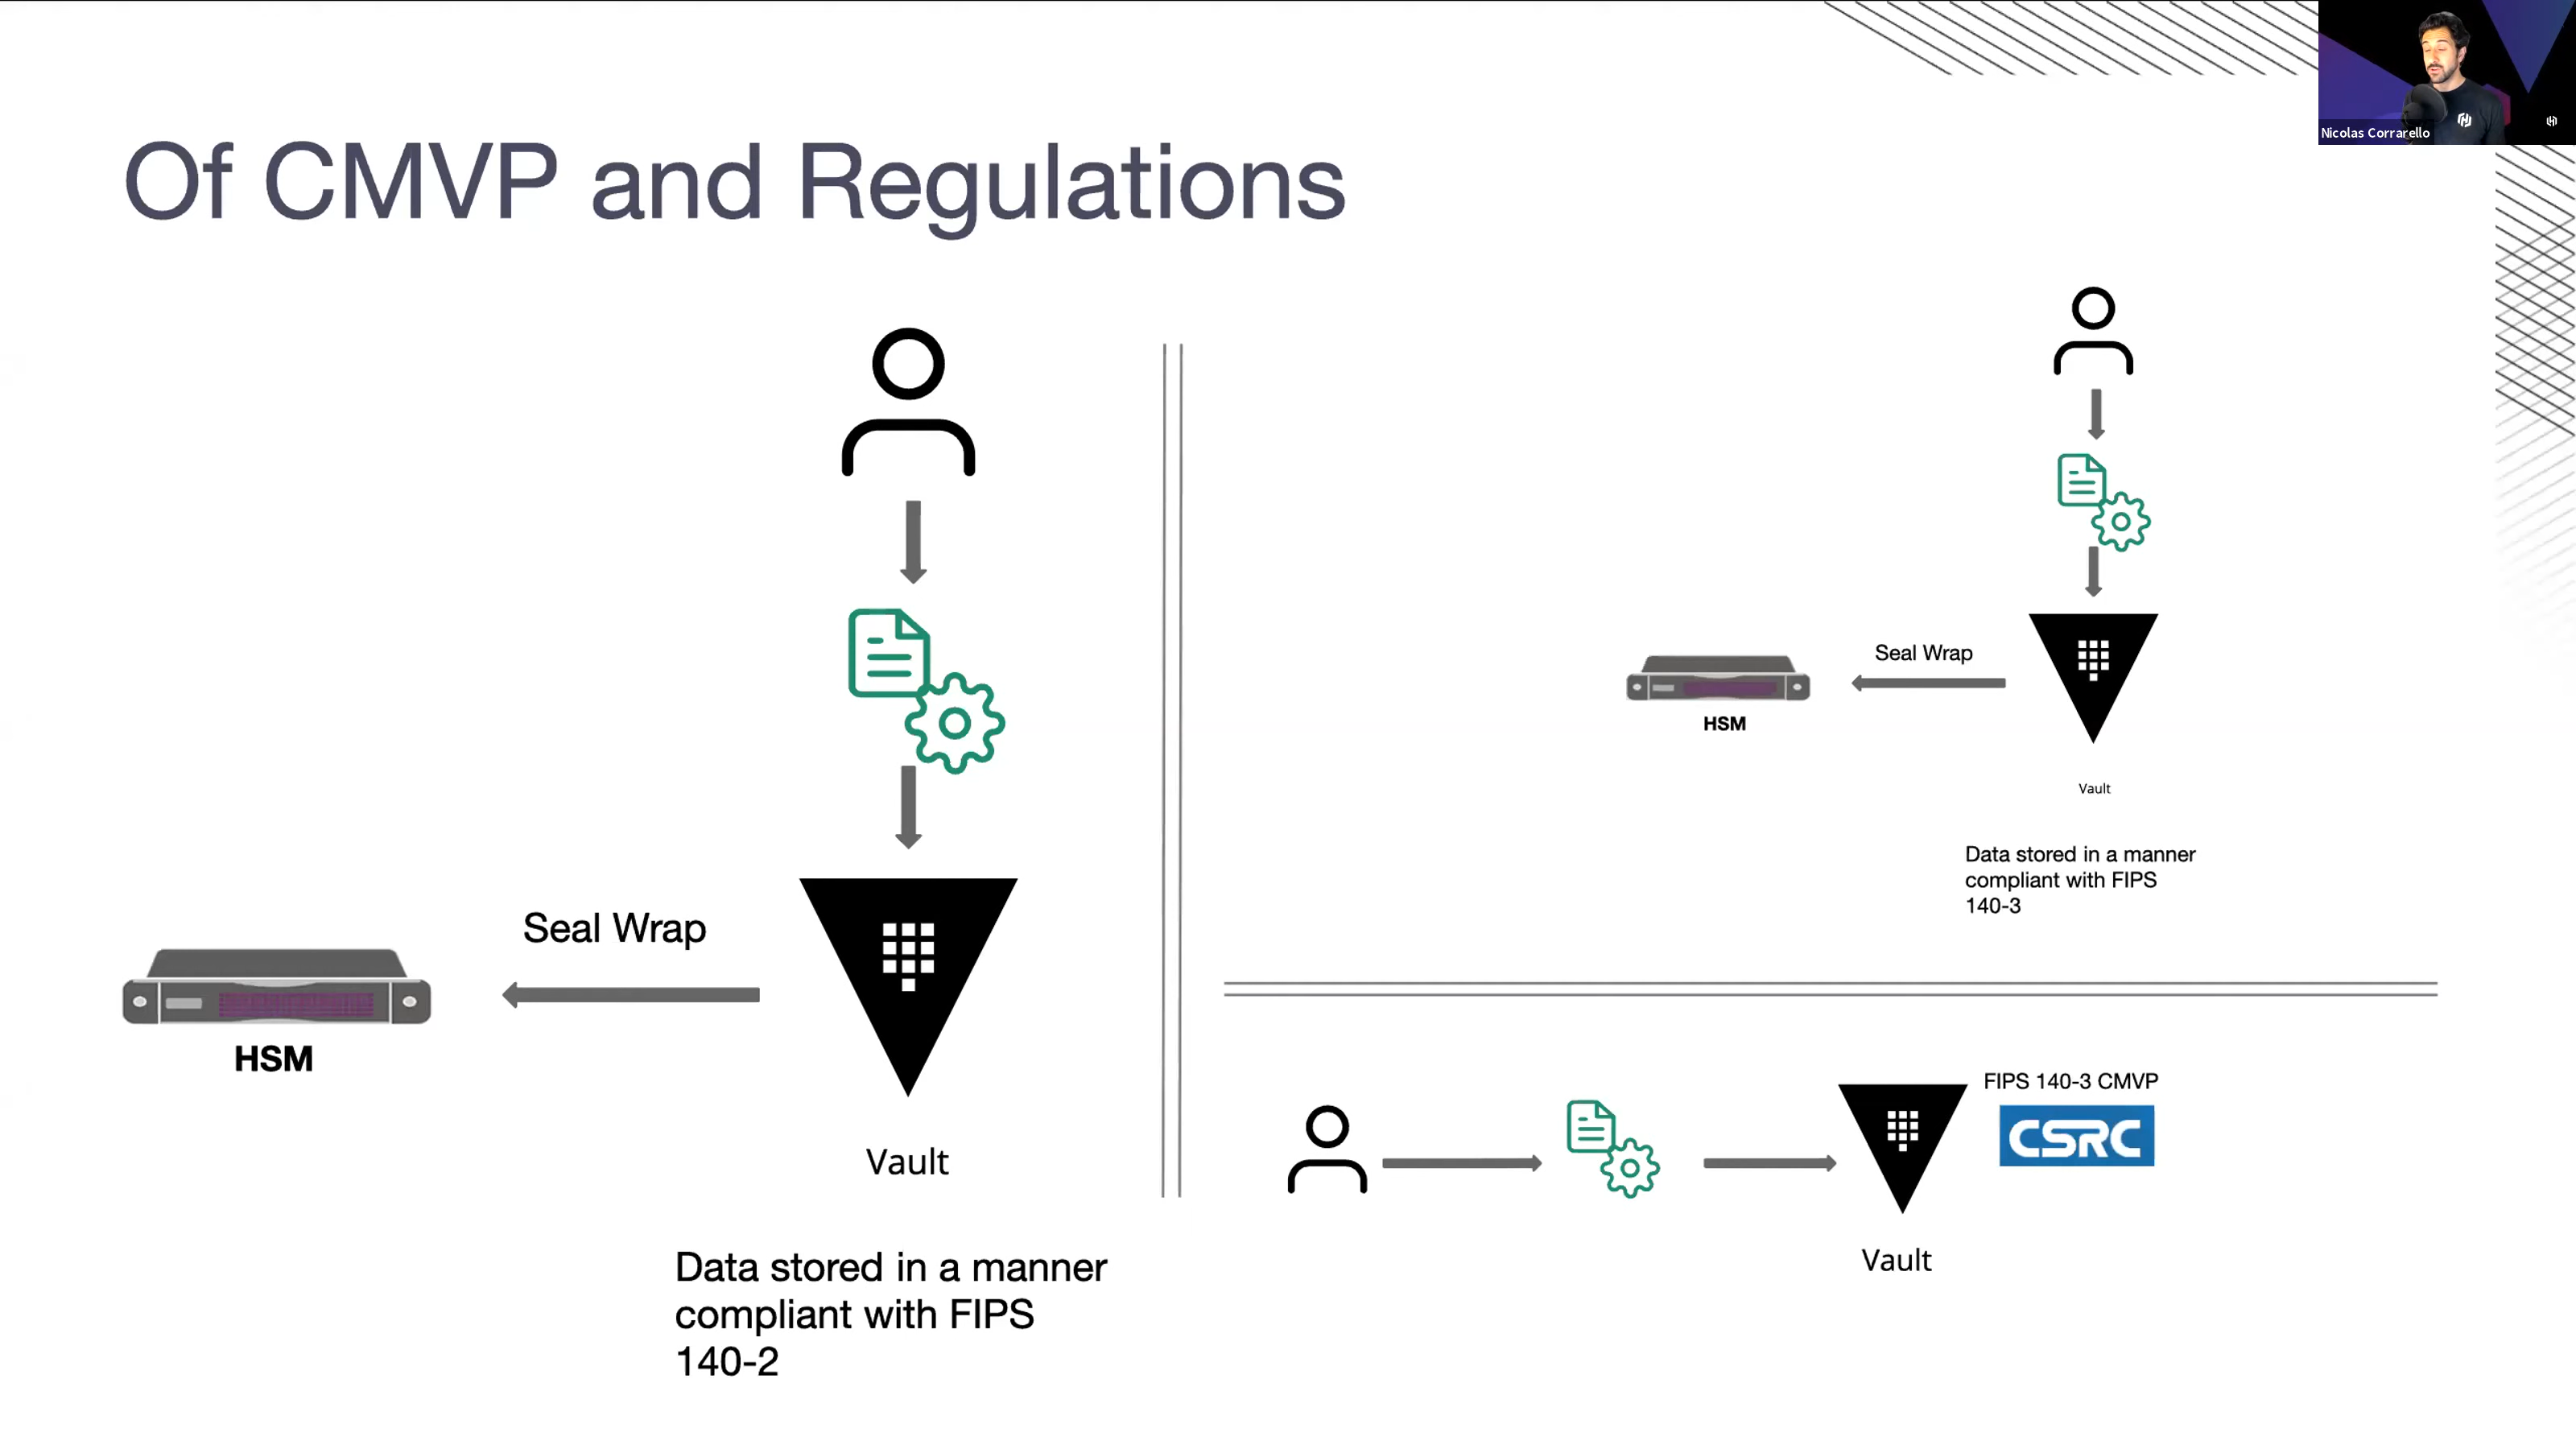 Nicolas Corrarello
Of CMVP and Regulations
Seal Wrap
HSM
Vault
Data stored in a manner
compliant with FIPS
140-2
Seal Wrap
HSM
Vault
Data stored in a manner
compliant with FIPS
140-3
FIPS 140-3 CMVP
CSRC
Vault